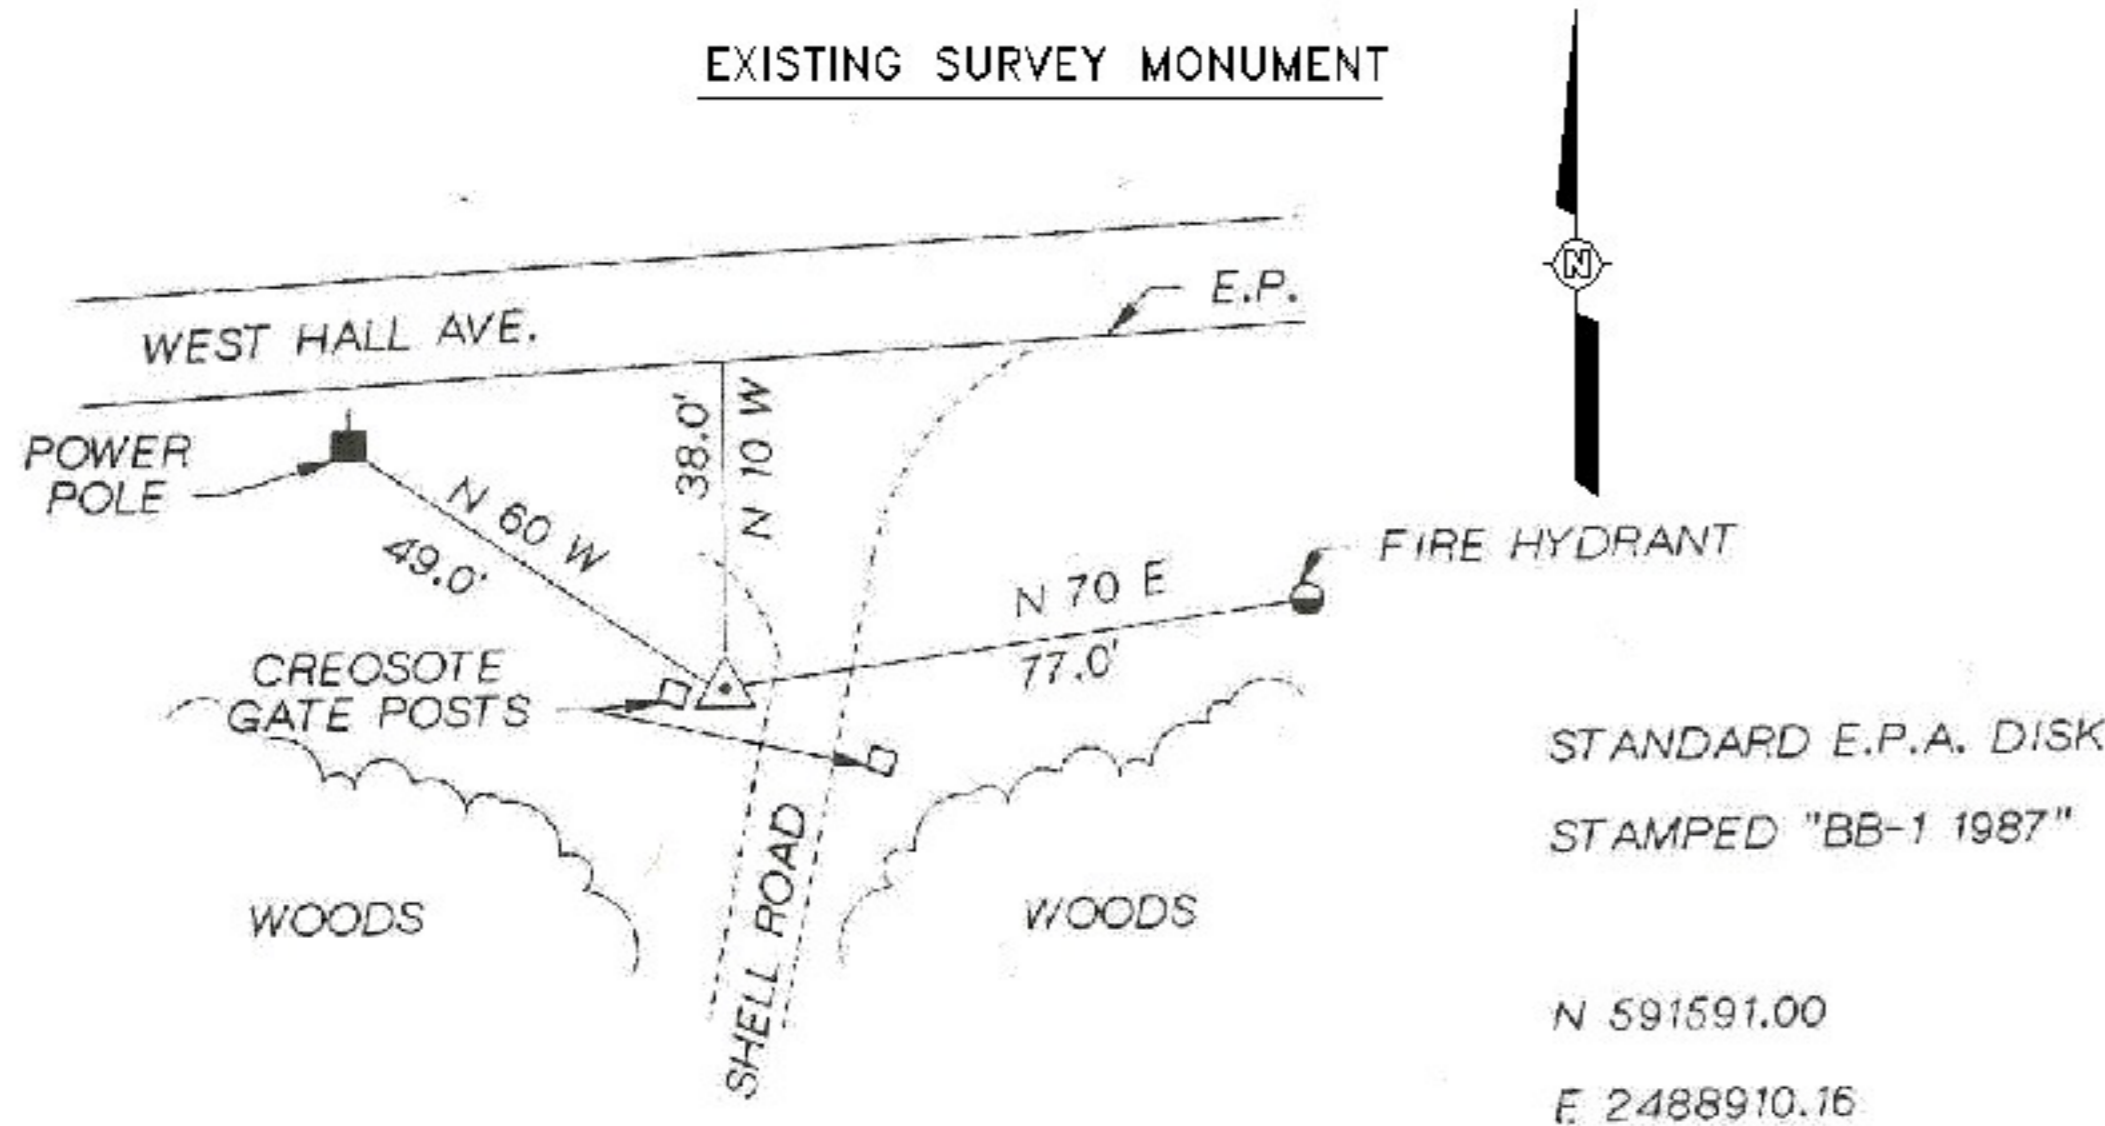 EXISTING SURVEY MONUMENT
N
E.P.
WEST HALL AVE.
POWER
POLE
N 60 W
49.0'
38.0'
N 10 W
FIRE HYDRANT
N 70 E
77.0'
CREOSOTE
GATE POSTS
STANDARD E.P.A. DISK
STAMPED "BB-1 1987"
SHELL ROAD
WOODS
WOODS
N 591591.00
E 2488910.16